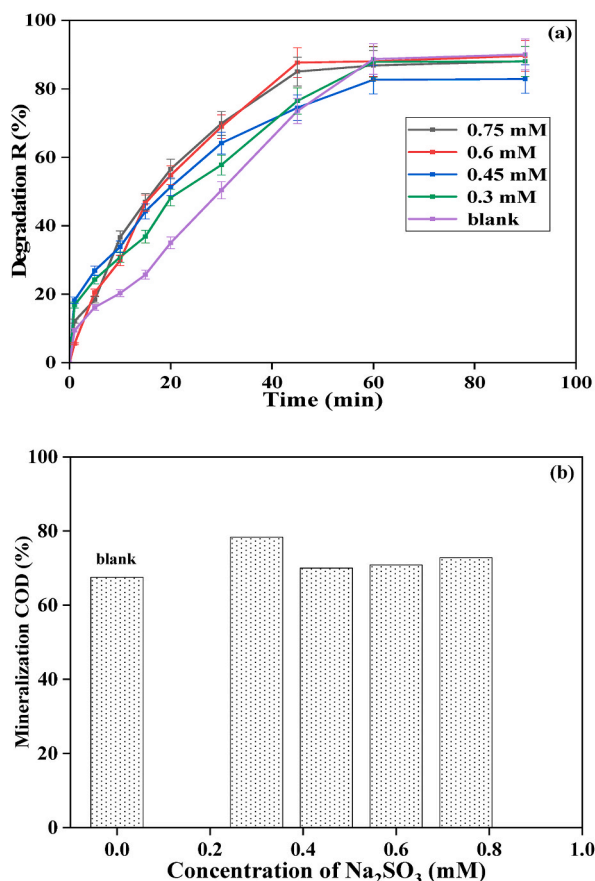 (a)
Degradation R (%)
100
80
60
40
20
0
0.75 mM
0.6 mM
0.45 mM
0.3 mM
blank
0 20 40 60 80 100
Time (min)
(b)
Mineralization COD (%)
100
80
60
40
20
0
blank
0.0 0.2 0.4 0.6 0.8 1.0
Concentration of Na₂SO₃ (mM)